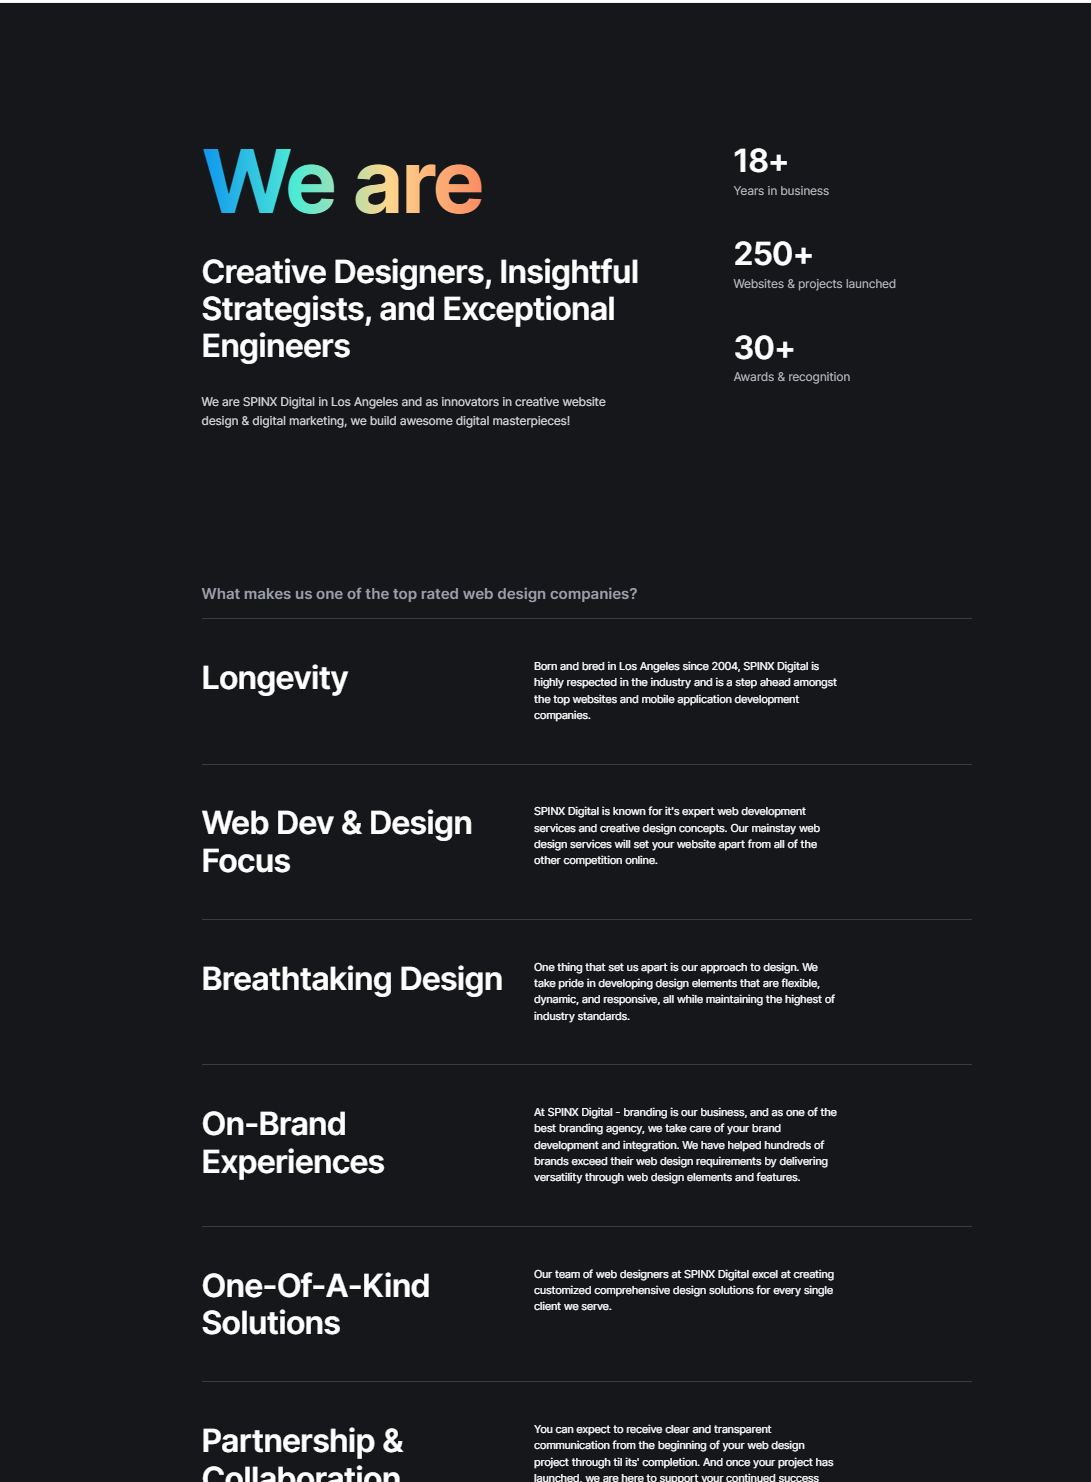 We are
Creative Designers, Insightful
Strategists, and Exceptional
Engineers
We are SPINX Digital in Los Angeles and as innovators in creative website
design & digital marketing, we build awesome digital masterpieces!
18+
Years in business
250+
Websites & projects launched
30+
Awards & recognition
What makes us one of the top rated web design companies?
Longevity
Born and bred in Los Angeles since 2004, SPINX Digital is
highly respected in the industry and is a step ahead amongst
the top websites and mobile application development
companies.
Web Dev & Design
Focus
SPINX Digital is known for it's expert web development
services and creative design concepts. Our mainstay web
design services will set your website apart from all of the
other competition online.
Breathtaking Design
One thing that set us apart is our approach to design. We
take pride in developing design elements that are flexible,
dynamic, and responsive, all while maintaining the highest of
industry standards.
On-Brand
Experiences
At SPINX Digital - branding is our business, and as one of the
best branding agency, we take care of your brand
development and integration. We have helped hundreds of
brands exceed their web design requirements by delivering
versatility through web design elements and features.
One-Of-A-Kind
Solutions
Our team of web designers at SPINX Digital excel at creating
customized comprehensive design solutions for every single
client we serve.
Partnership &
Collaboration
You can expect to receive clear and transparent
communication from the beginning of your web design
project through til its' completion. And once your project has
launched, we are here to support your continued success